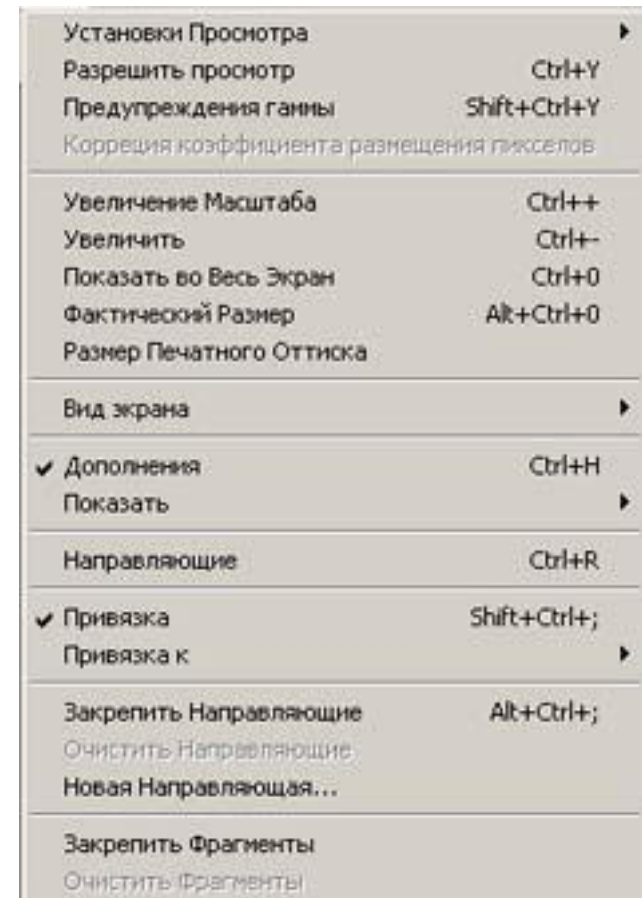 Установки Просмотра
Разрешить просмотр Ctrl+Y
Предупреждения гаммы Shift+Ctrl+Y
Коррекция коэффициента размещения пикселов
Увеличение Масштаба Ctrl++
Увеличить Ctrl+-
Показать во Весь Экран Ctrl+0
Фактический Размер Alt+Ctrl+0
Размер Печатного Оттиска
Вид экрана
Дополнения Ctrl+H
Показать
Направляющие Ctrl+R
Привязка Shift+Ctrl+;
Привязка к
Закрепить Направляющие Alt+Ctrl+;
Очистить Направляющие
Новая Направляющая...
Закрепить Фрагменты
Очистить Фрагменты